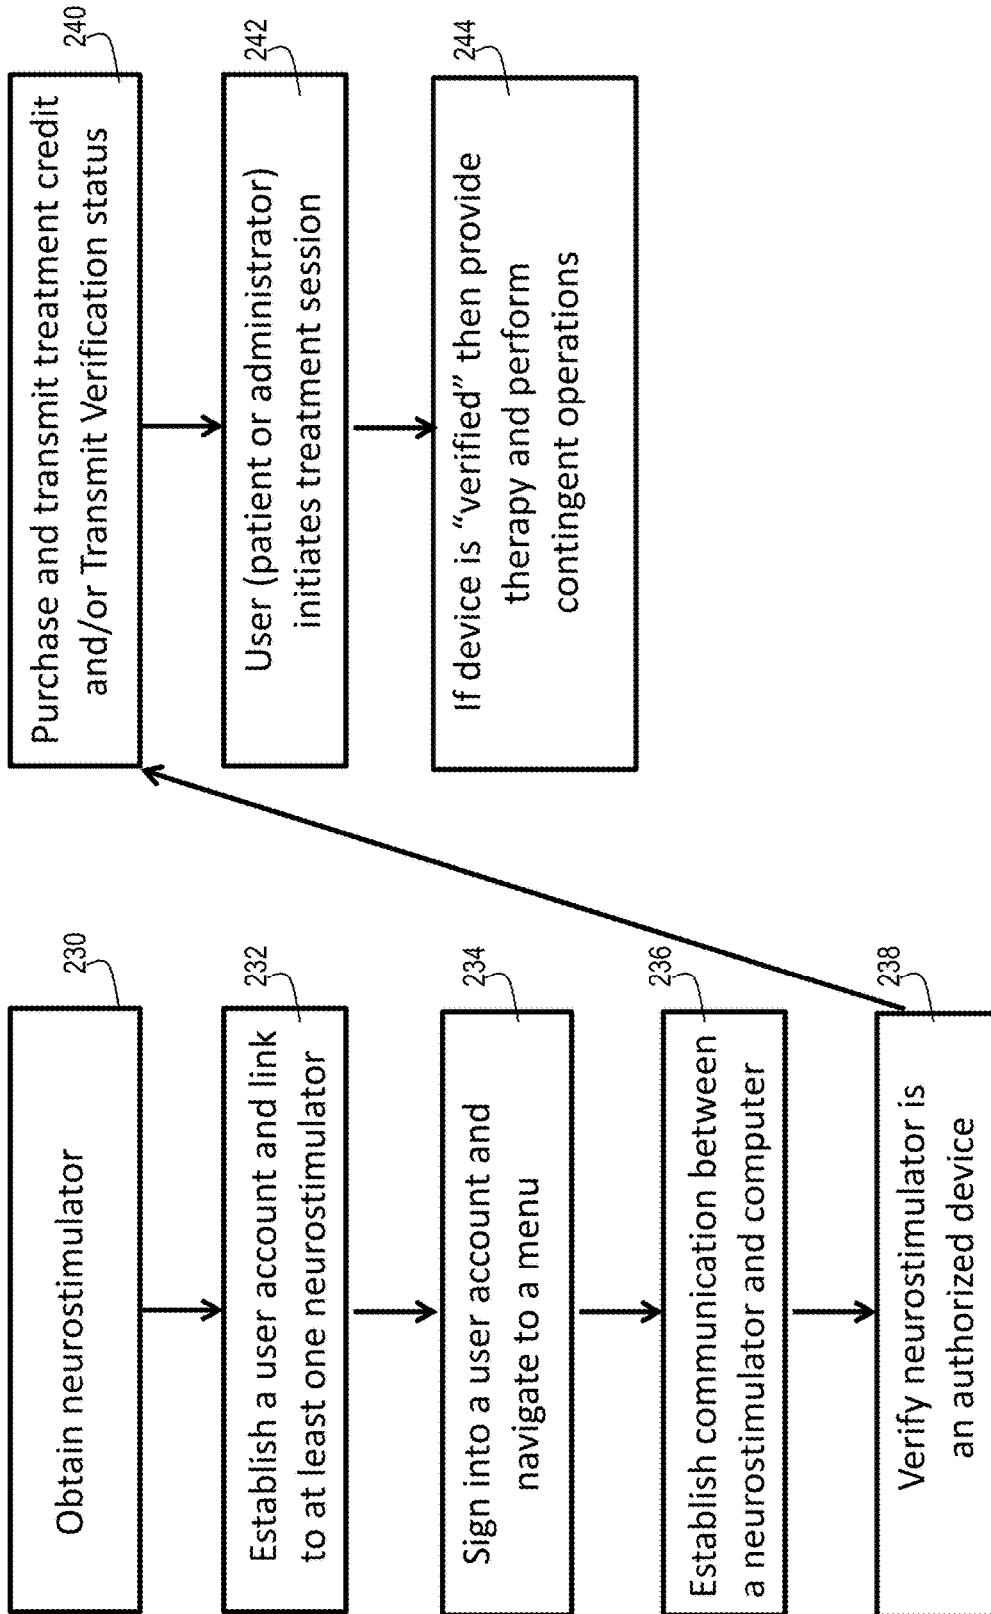 230
Obtain neurostimulator
232
Establish a user account and link
to at least one neurostimulator
234
Sign into a user account and
navigate to a menu
236
Establish communication between
a neurostimulator and computer
238
Verify neurostimulator is
an authorized device
240
Purchase and transmit treatment credit
and/or Transmit Verification status
242
User (patient or administrator)
initiates treatment session
244
If device is “verified” then provide
therapy and perform
contingent operations